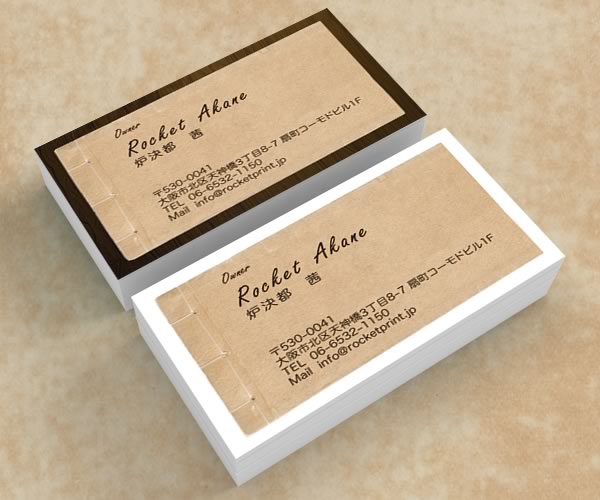 Owner
Rocket Akane
炉決都 茜
〒530-0041
大阪市北区天神橋3丁目8-7 扇町コーモドビル1F
TEL 06-6532-1150
Mail info@rocketprint.jp
Owner
Rocket Akane
炉決都 茜
〒530-0041
大阪市北区天神橋3丁目8-7 扇町コーモドビル1F
TEL 06-6532-1150
Mail info@rocketprint.jp